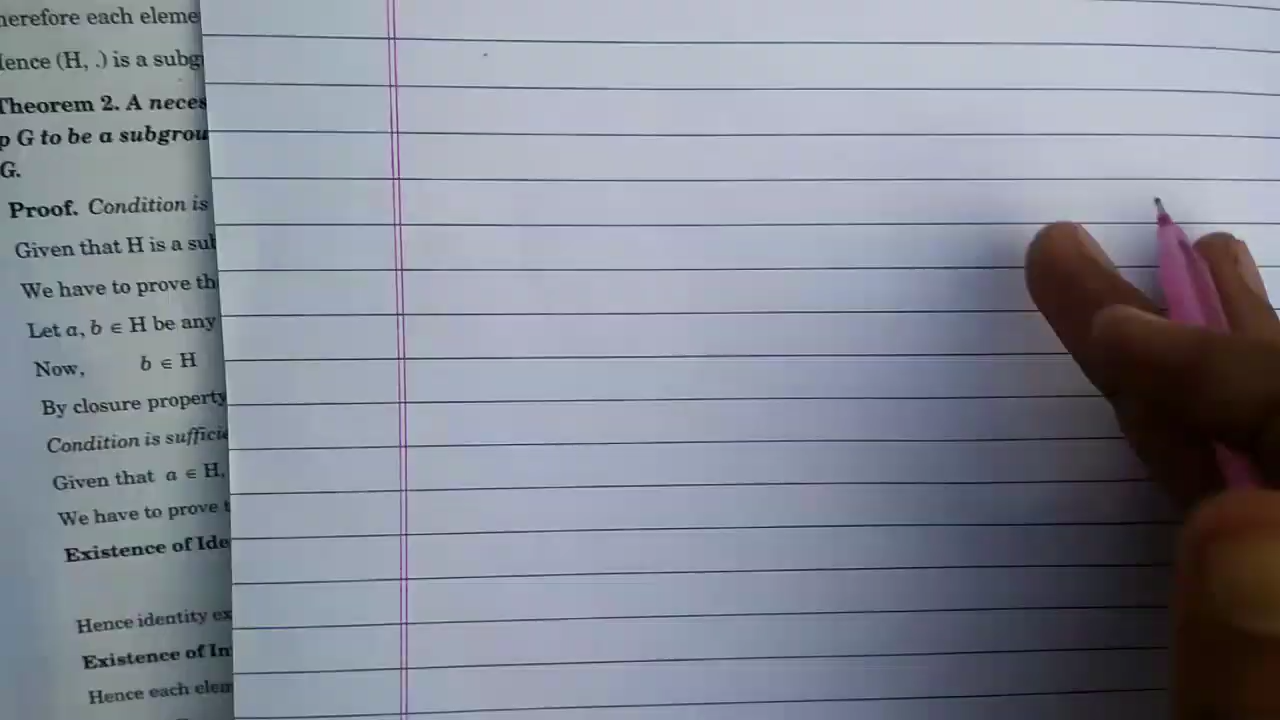 herefore each eleme
Hence (H, .) is a subg
Theorem 2. A neces
p G to be a subgrou
G.
Proof. Condition is
Given that H is a sub
We have to prove th
Let a, b ∈ H be any
Now, b ∈ H
By closure property
Condition is sufficie
Given that a ∈ H,
We have to prove t
Existence of Ide
Hence identity ex
Existence of In
Hence each elem